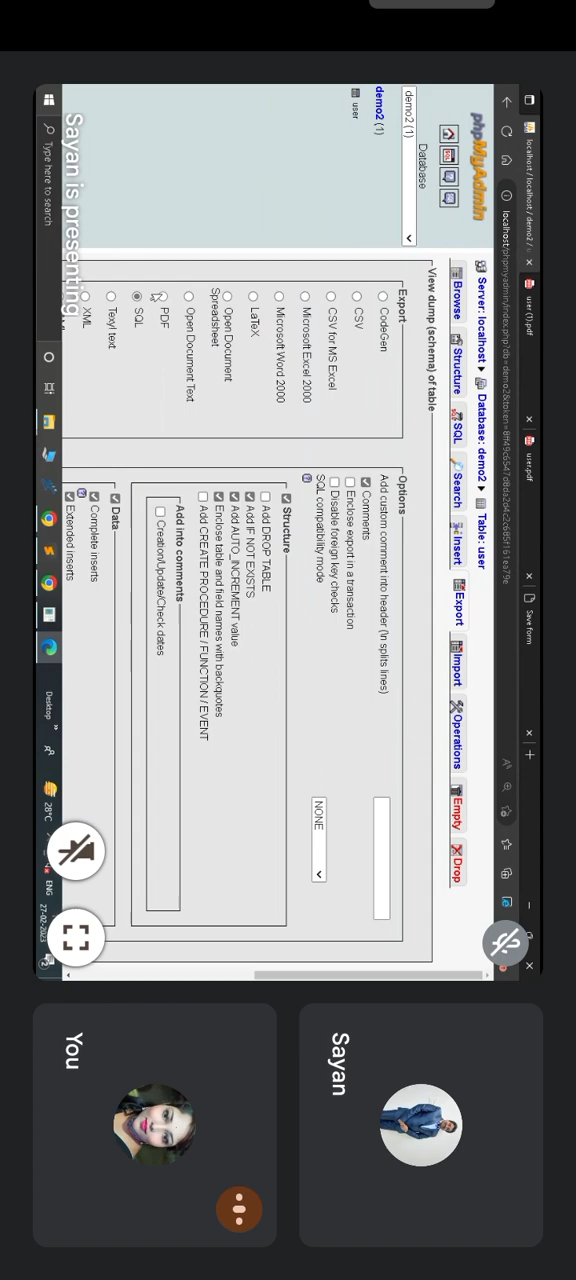 localhost / localhost / demo2 / u
user (1).pdf
user.pdf
Save form
localhost/phpmyadmin/index.php?db=demo2&token=8ff49c6547d8da2d4c2c685f161ea79e
phpMyAdmin
Database
demo2 (1)
demo2 (1)
user
Server: localhost ▸ Database: demo2 ▸ Table: user
Browse Structure SQL Search Insert Export Import Operations Empty Drop
View dump (schema) of table
Export
CodeGen
CSV
CSV for MS Excel
Microsoft Excel 2000
Microsoft Word 2000
LaTeX
Open Document
Spreadsheet
Open Document Text
PDF
SQL
Texy! text
XML
Options
Add custom comment into header (\n splits lines)
Comments
Enclose export in a transaction
Disable foreign key checks
SQL compatibility mode
NONE
Structure
Add DROP TABLE
Add IF NOT EXISTS
Add AUTO_INCREMENT value
Enclose table and field names with backquotes
Add CREATE PROCEDURE / FUNCTION / EVENT
Add into comments
Creation/Update/Check dates
Data
Complete inserts
Extended inserts
Sayan is presenting
Type here to search
Desktop
28°C
ENG
27-02-2023
2
Sayan
You